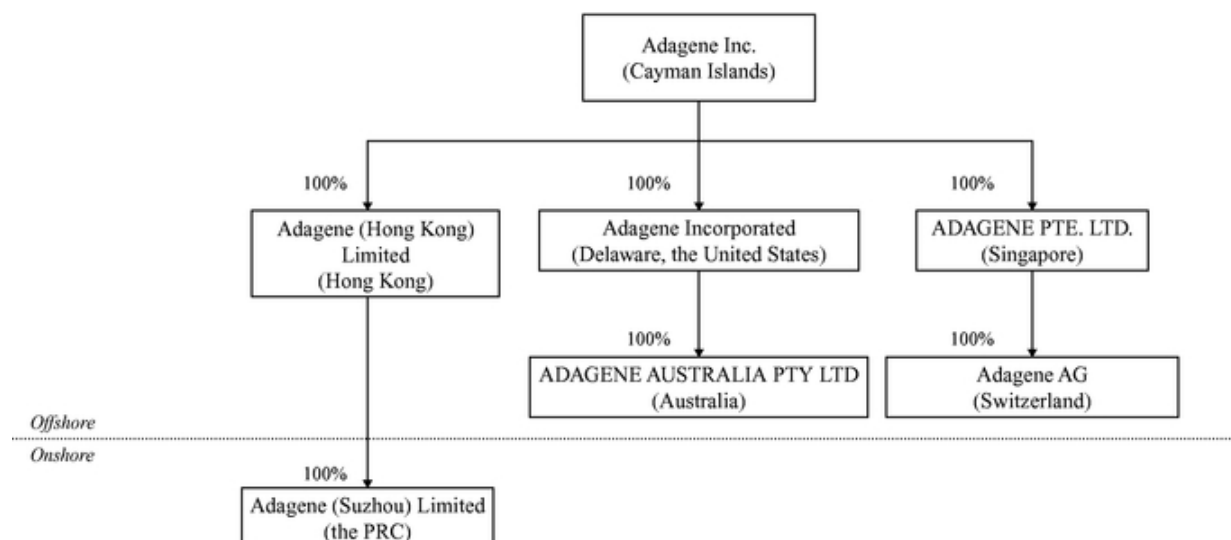 Adagene Inc.
(Cayman Islands)
100%
100%
100%
Adagene (Hong Kong)
Limited
(Hong Kong)
Adagene Incorporated
(Delaware, the United States)
ADAGENE PTE. LTD.
(Singapore)
100%
100%
ADAGENE AUSTRALIA PTY LTD
(Australia)
Adagene AG
(Switzerland)
Offshore
Onshore
100%
Adagene (Suzhou) Limited
(the PRC)